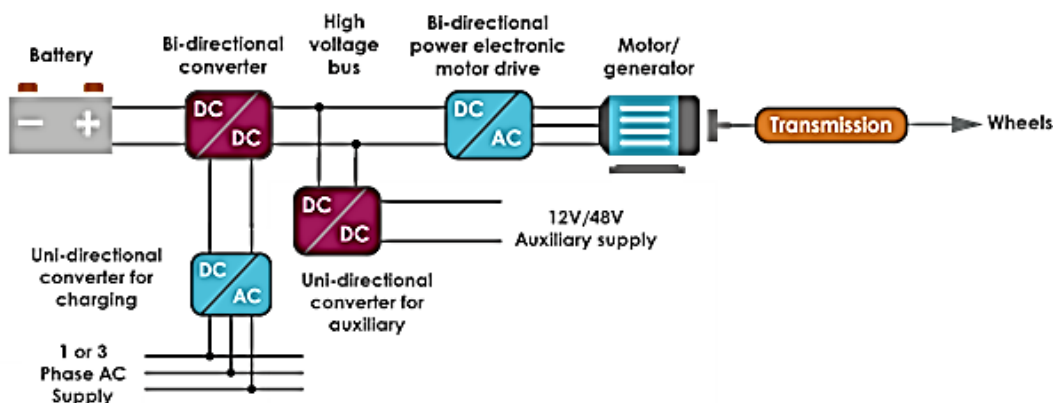 Battery
Bi-directional
converter
High
voltage
bus
Bi-directional
power electronic
motor drive
Motor/
generator
DC
DC
DC
AC
Transmission
Wheels
DC
DC
12V/48V
Auxiliary supply
Uni-directional
converter for
charging
DC
AC
Uni-directional
converter for
auxiliary
1 or 3
Phase AC
Supply